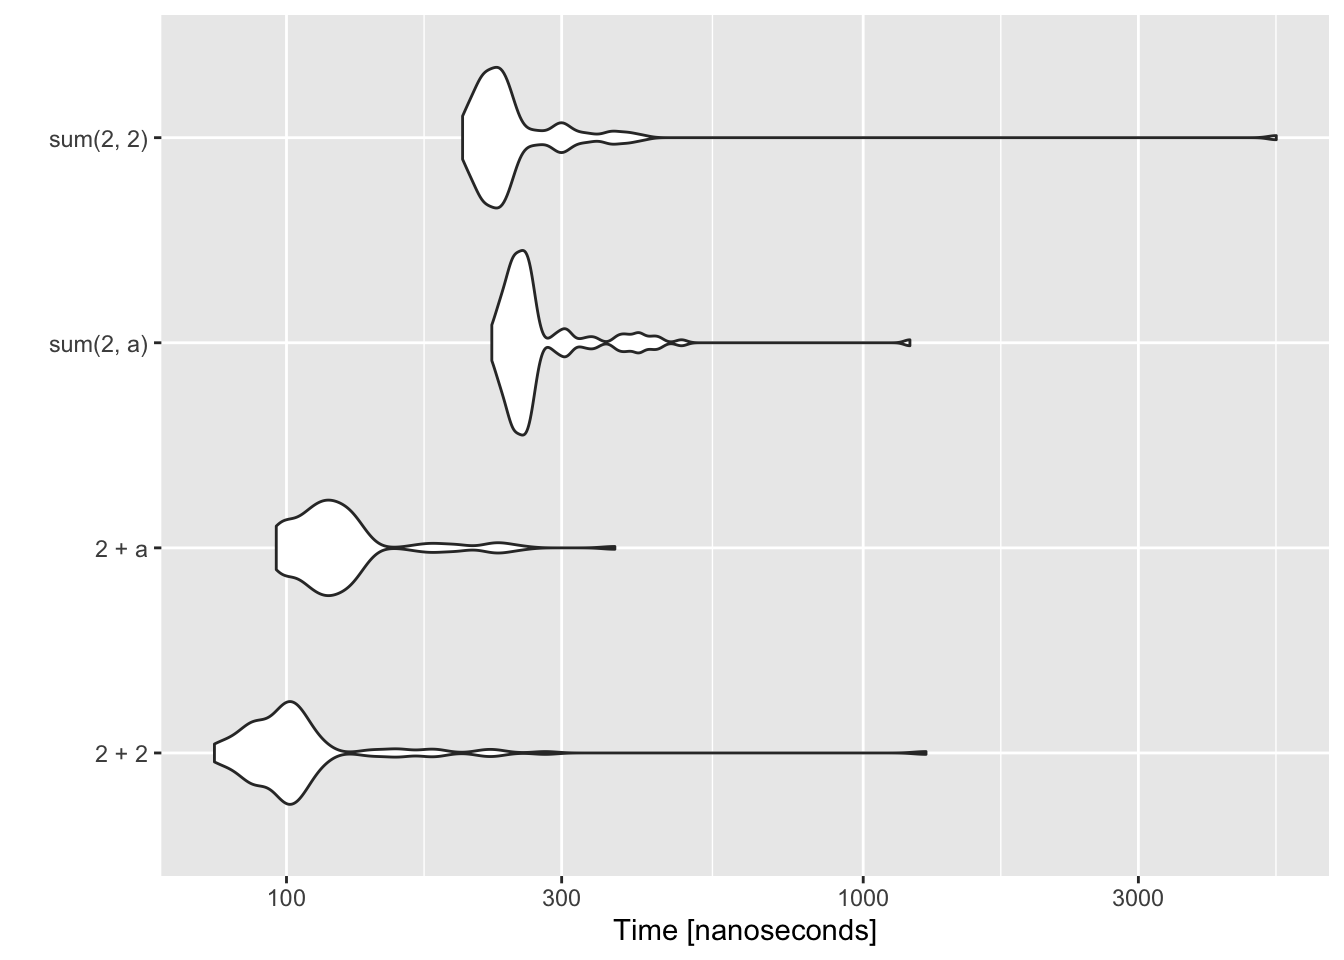 sum(2, 2)
sum(2, a)
2 + a
2 + 2
100 300 1000 3000
Time [nanoseconds]